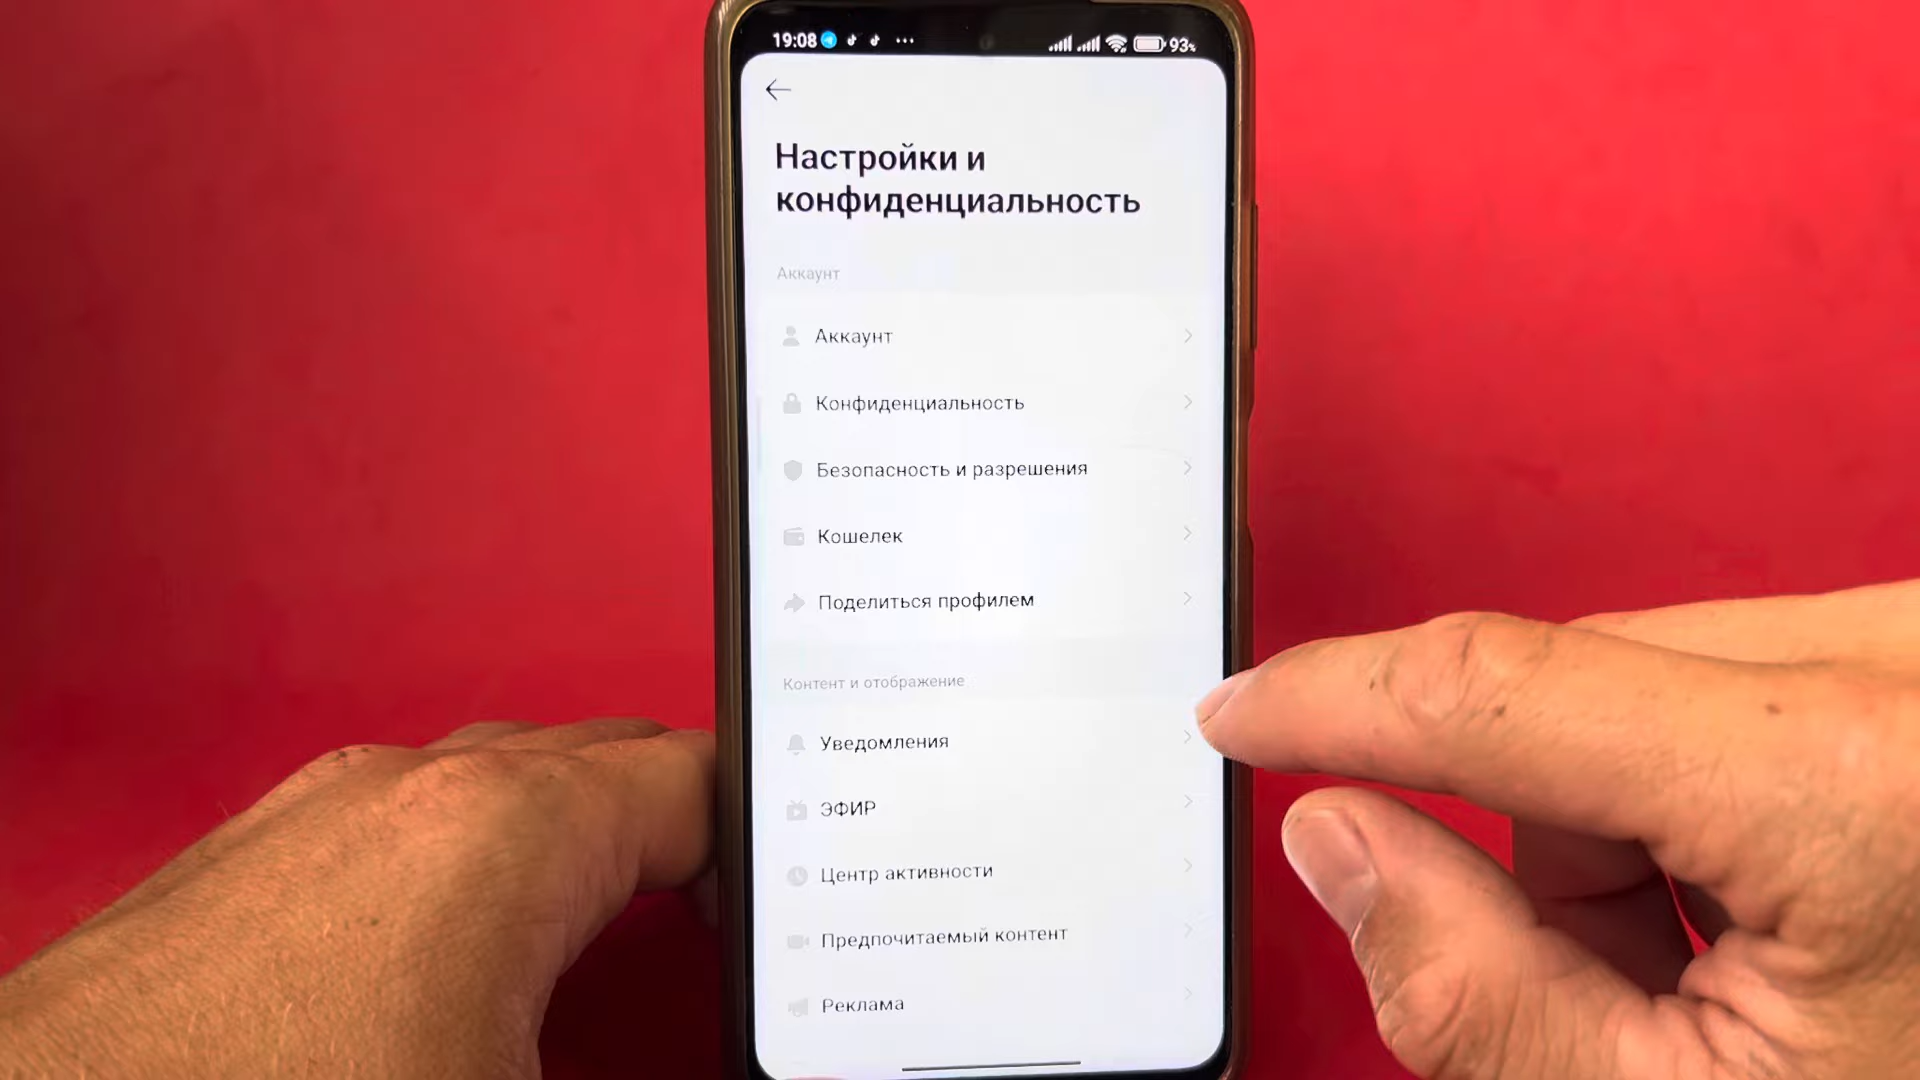 19:08 93%
Настройки и
конфиденциальность
Аккаунт
Аккаунт
Конфиденциальность
Безопасность и разрешения
Кошелек
Поделиться профилем
Контент и отображение
Уведомления
ЭФИР
Центр активности
Предпочитаемый контент
Реклама